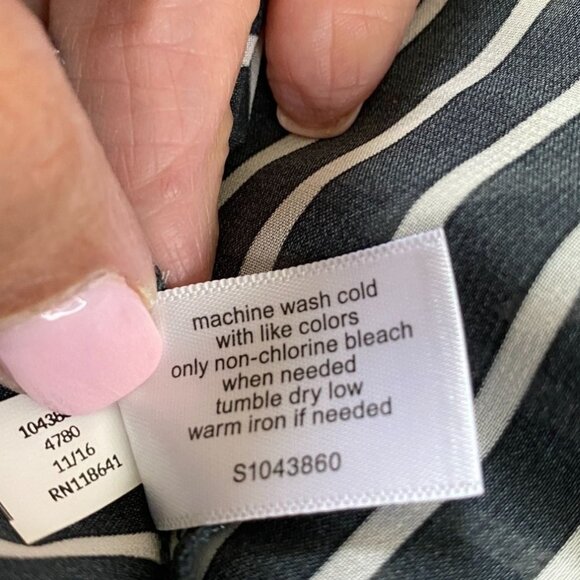 machine wash cold
with like colors
only non-chlorine bleach
when needed
tumble dry low
warm iron if needed
S1043860
4780
11/16
RN118641